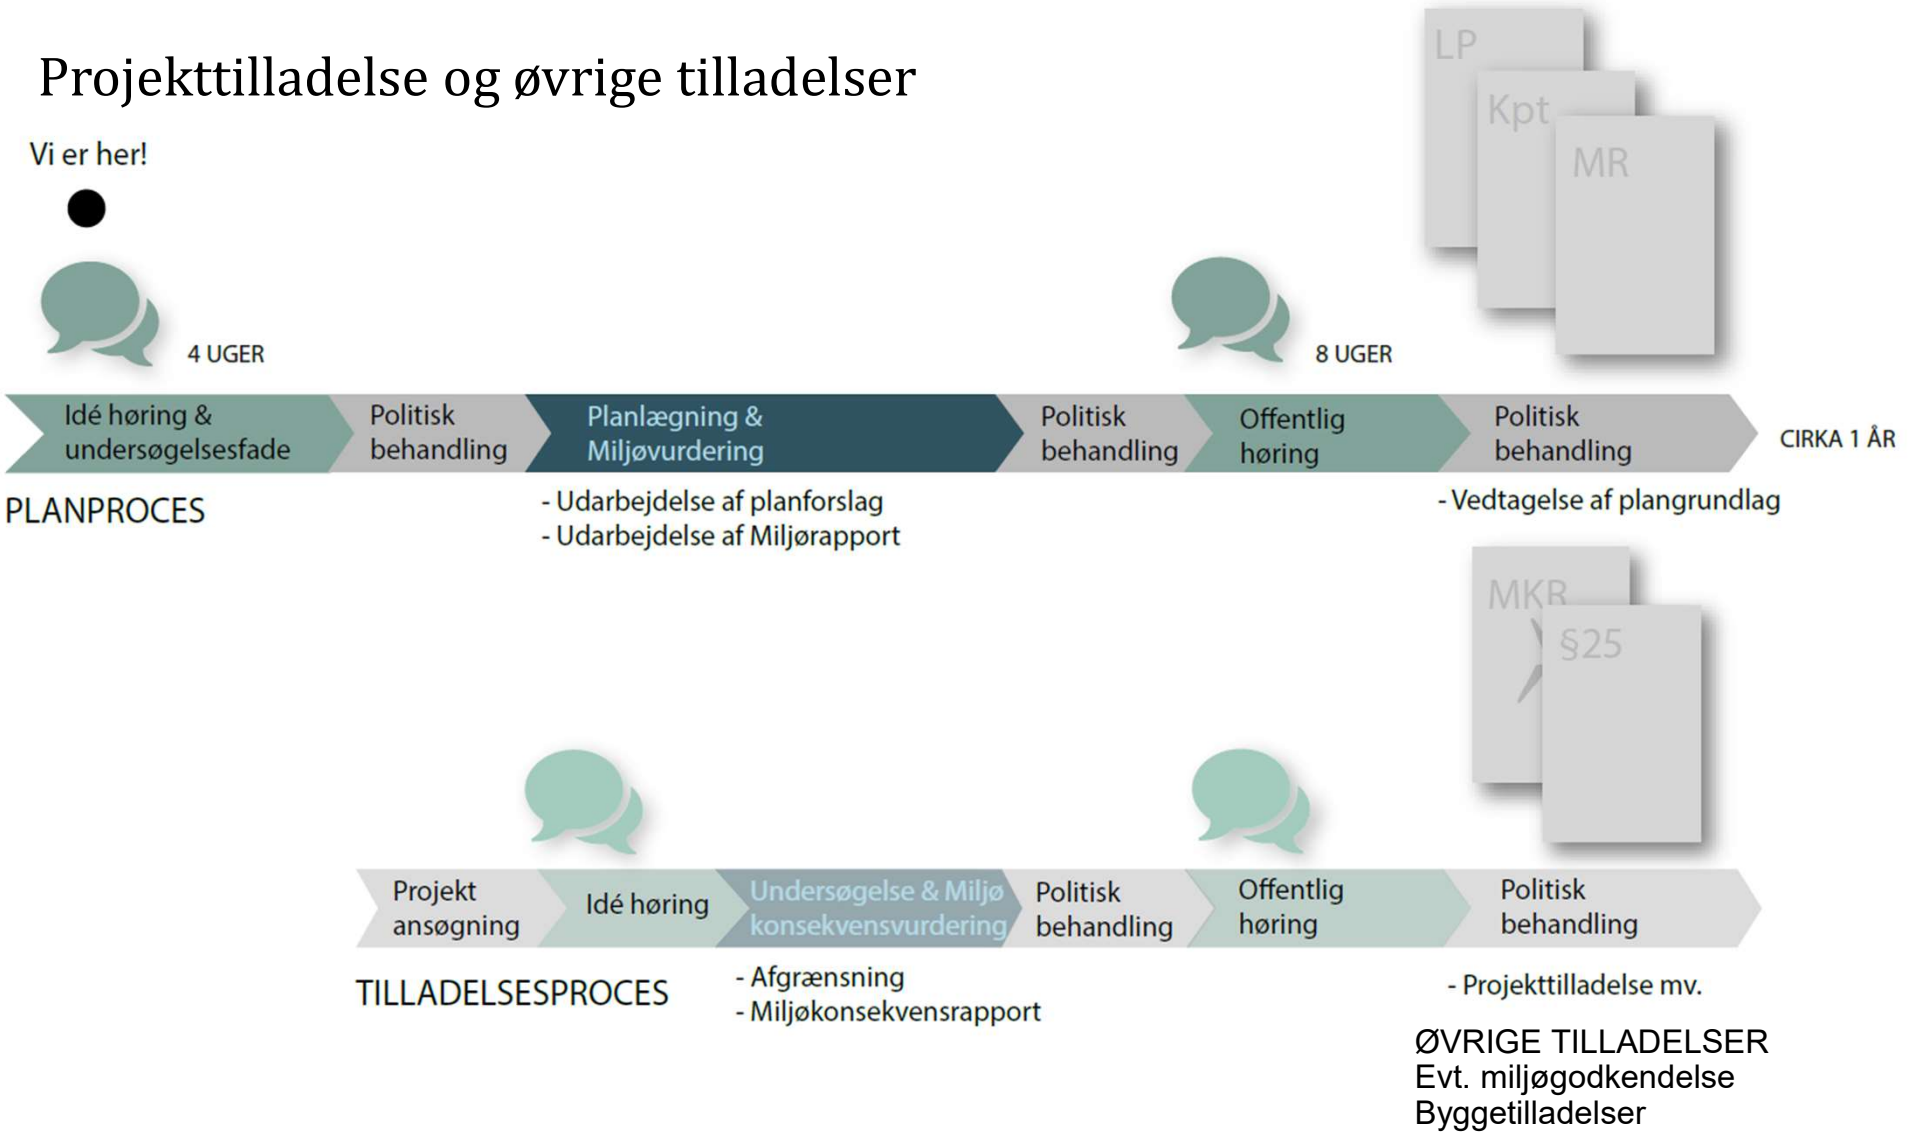 Projekttilladelse og øvrige tilladelser
Vi er her!
LP
Kpt
MR
4 UGER
8 UGER
Idé høring &
undersøgelsesfade
Politisk
behandling
Planlægning &
Miljøvurdering
Politisk
behandling
Offentlig
høring
Politisk
behandling
CIRKA 1 ÅR
PLANPROCES
- Udarbejdelse af planforslag
- Udarbejdelse af Miljørapport
- Vedtagelse af plangrundlag
MKR
§25
Projekt
ansøgning
Idé høring
Undersøgelse & Miljø
konsekvensvurdering
Politisk
behandling
Offentlig
høring
Politisk
behandling
TILLADELSESPROCES
- Afgrænsning
- Miljøkonsekvensrapport
- Projekttilladelse mv.
ØVRIGE TILLADELSER
Evt. miljøgodkendelse
Byggetilladelser